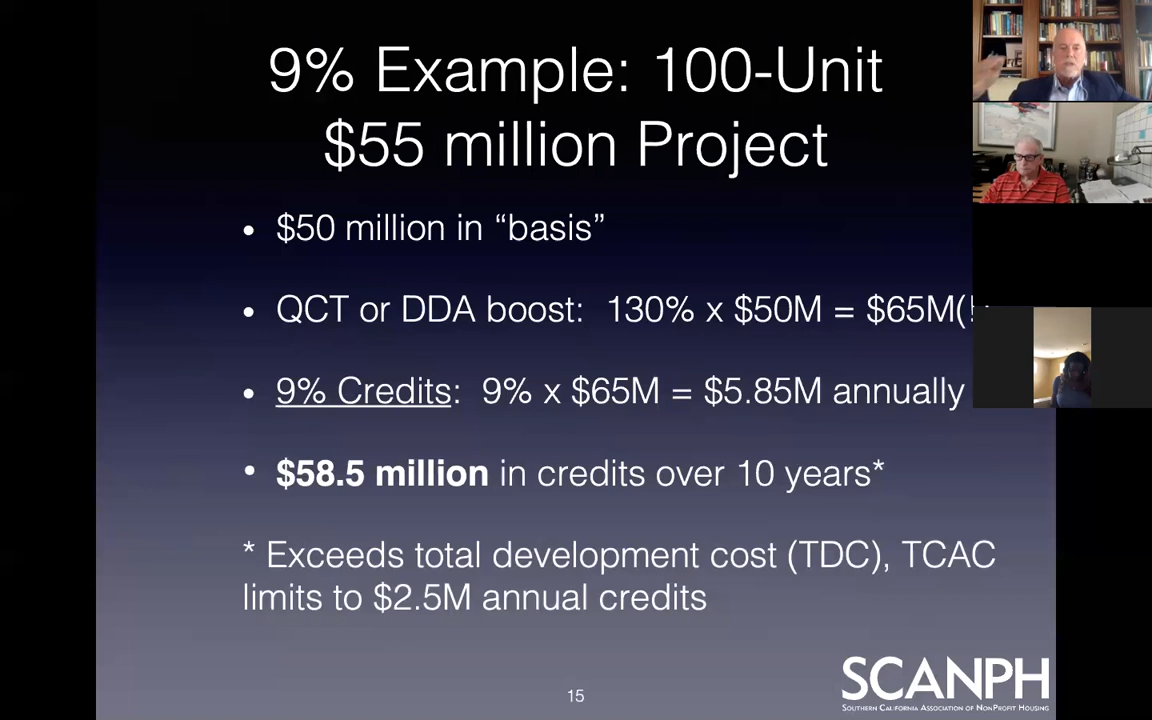 9% Example: 100-Unit
$55 million Project
• $50 million in “basis”
• QCT or DDA boost: 130% x $50M = $65M(!
• 9% Credits: 9% x $65M = $5.85M annually
• $58.5 million in credits over 10 years*
* Exceeds total development cost (TDC), TCAC
limits to $2.5M annual credits
15
SCANPH
SOUTHERN CALIFORNIA ASSOCIATION OF NONPROFIT HOUSING